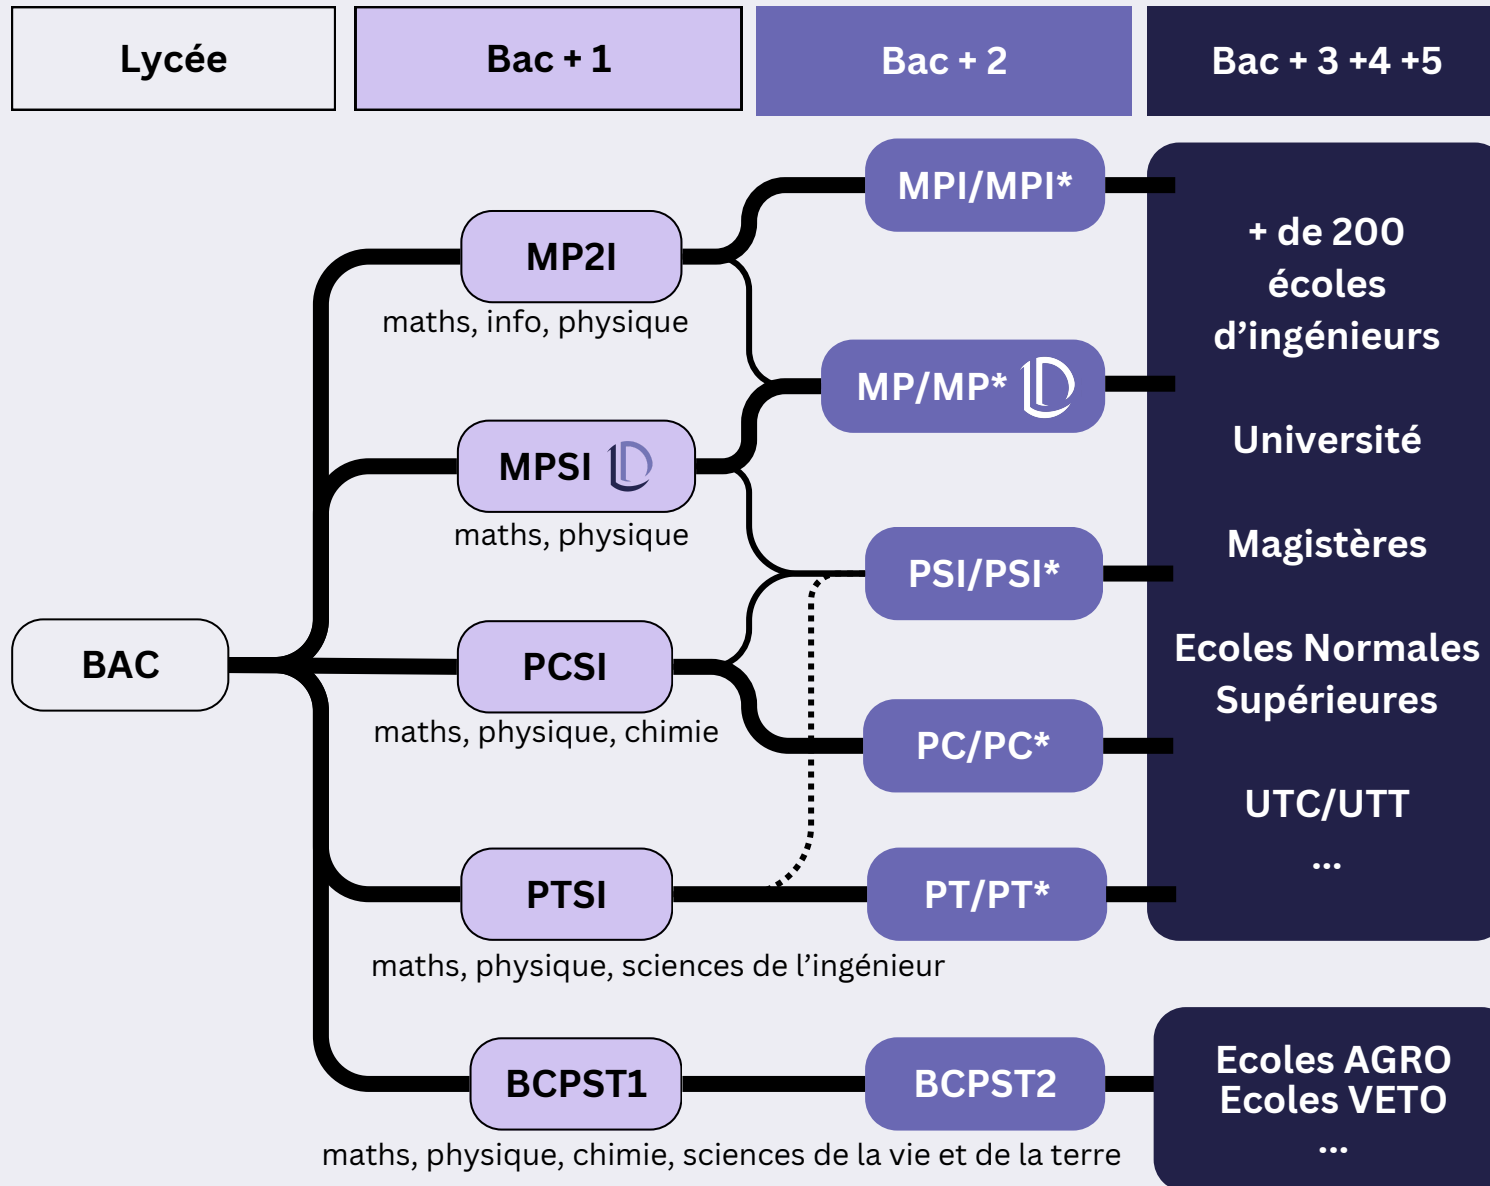 Lycée
Bac + 1
Bac + 2
Bac + 3 +4 +5
BAC
MP2I
maths, info, physique
MPSI
maths, physique
PCSI
maths, physique, chimie
PTSI
maths, physique, sciences de l’ingénieur
BCPST1
maths, physique, chimie, sciences de la vie et de la terre
MPI/MPI*
MP/MP*
PSI/PSI*
PC/PC*
PT/PT*
BCPST2
+ de 200
écoles
d’ingénieurs
Université
Magistères
Ecoles Normales
Supérieures
UTC/UTT
...
Ecoles AGRO
Ecoles VETO
...